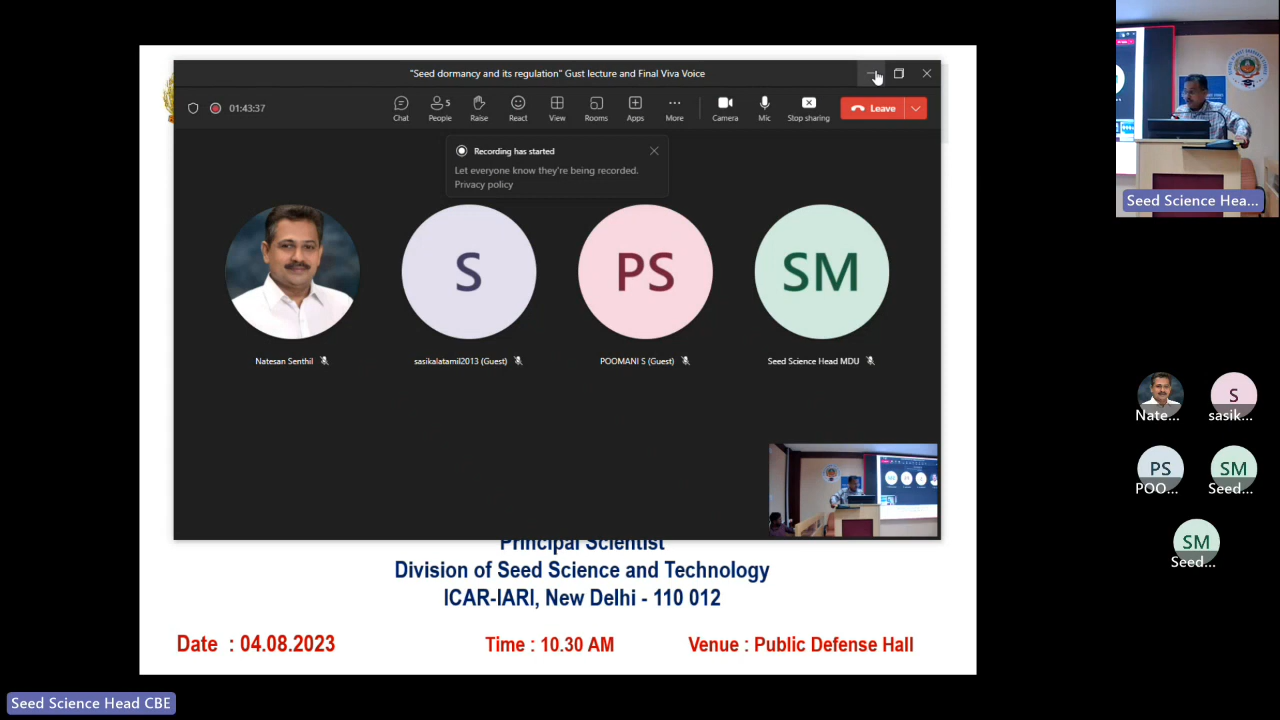 "Seed dormancy and its regulation" Gust lecture and Final Viva Voice
01:43:37
Chat
5
People
Raise
React
View
Rooms
Apps
More
Camera
Mic
Stop sharing
Leave
Recording has started
Let everyone know they're being recorded.
Privacy policy
S
PS
SM
Natesan Senthil
sasikalatamil2013 (Guest)
POOMANI S (Guest)
Seed Science Head MDU
Principal Scientist
Division of Seed Science and Technology
ICAR-IARI, New Delhi - 110 012
Date : 04.08.2023
Time : 10.30 AM
Venue : Public Defense Hall
Seed Science Head CBE
Seed Science Hea...
Nate...
S
sasik...
PS
POO...
SM
Seed...
SM
Seed...